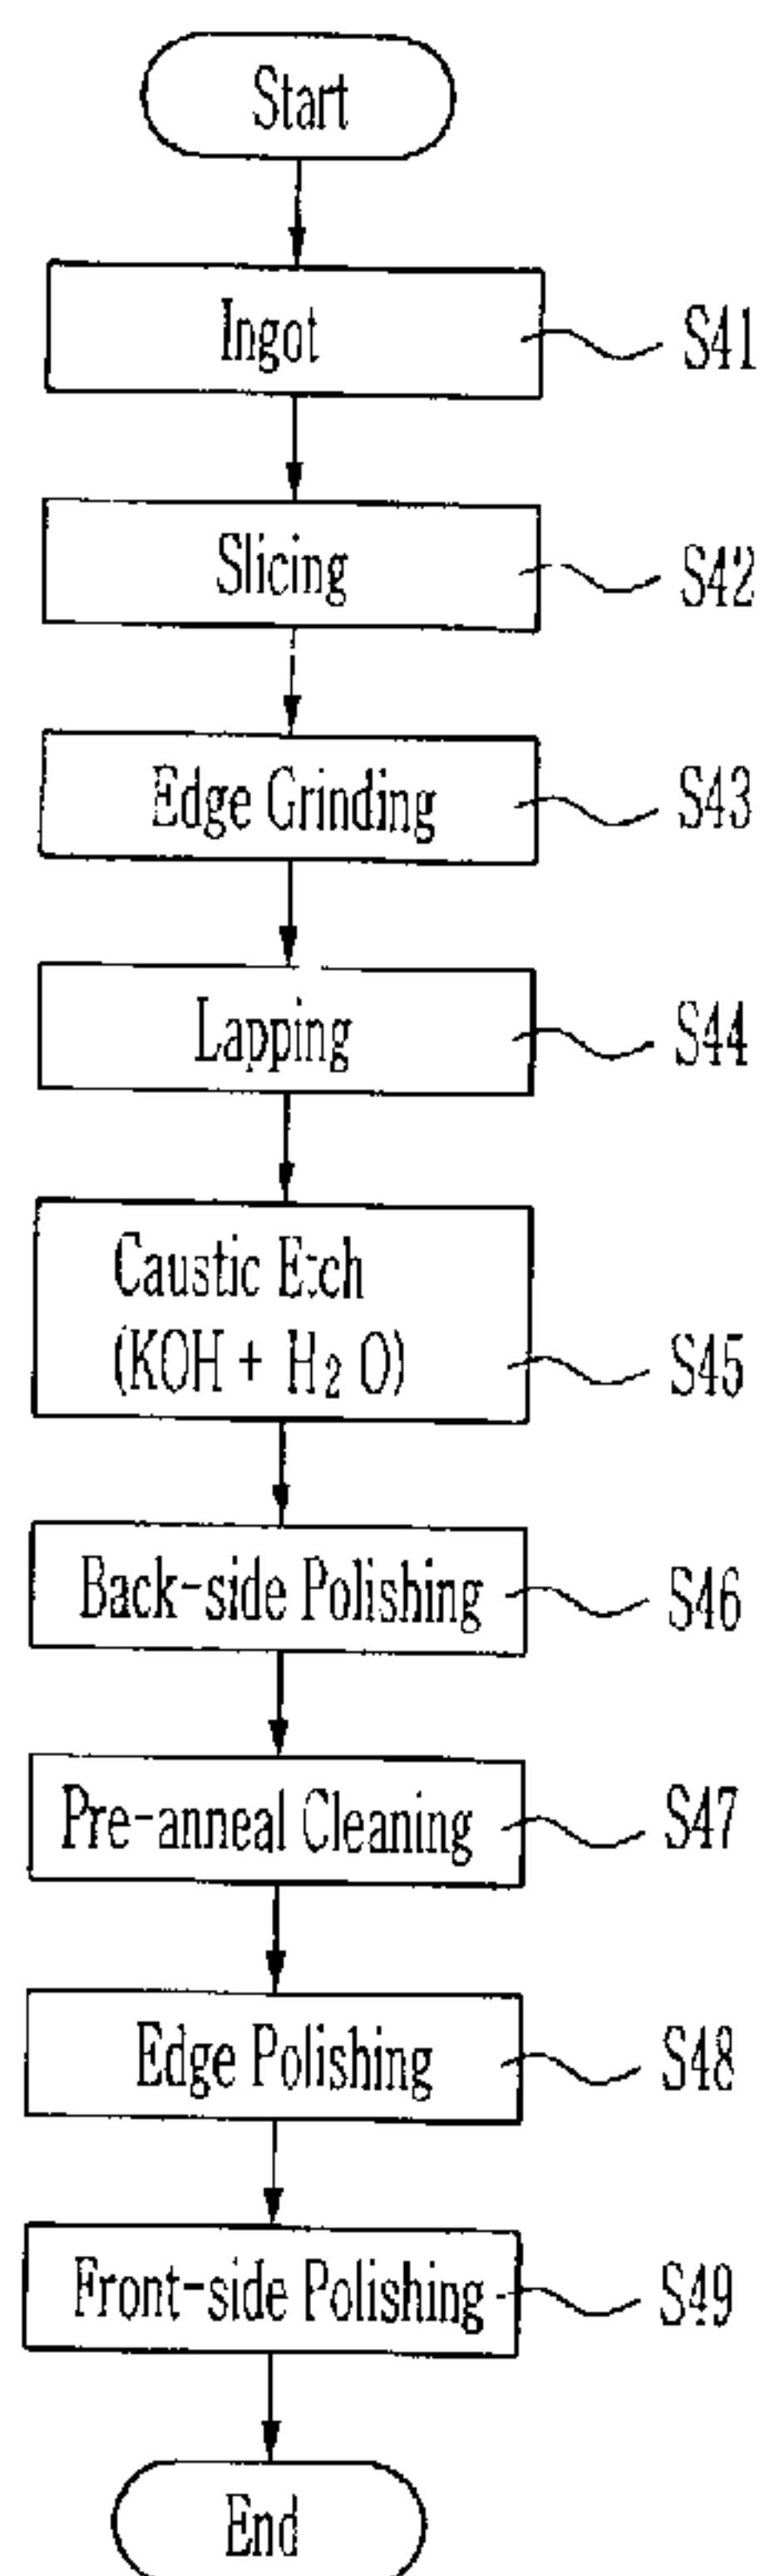 Start
Ingot S41
Slicing S42
Edge Grinding S43
Lapping S44
Caustic Etch
(KOH + H₂ O) S45
Back-side Polishing S46
Pre-anneal Cleaning S47
Edge Polishing S48
Front-side Polishing S49
End